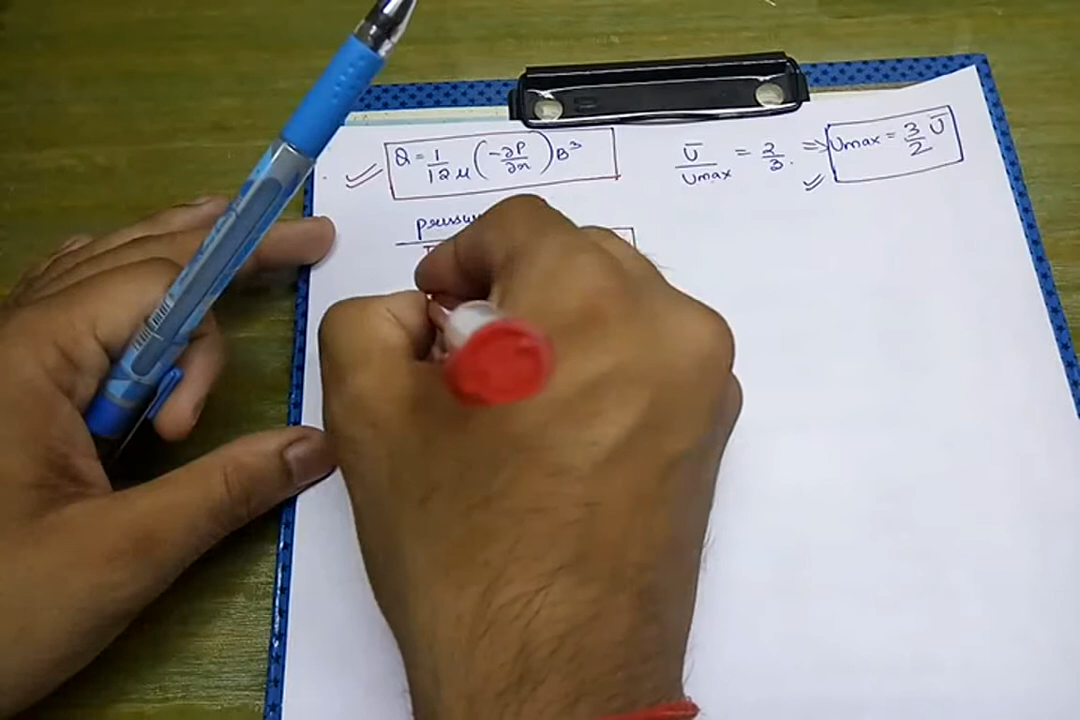 Q = 1/12μ (-∂P/∂x) B³
Ū/Umax = 2/3. ⇒ Umax = 3/2 Ū